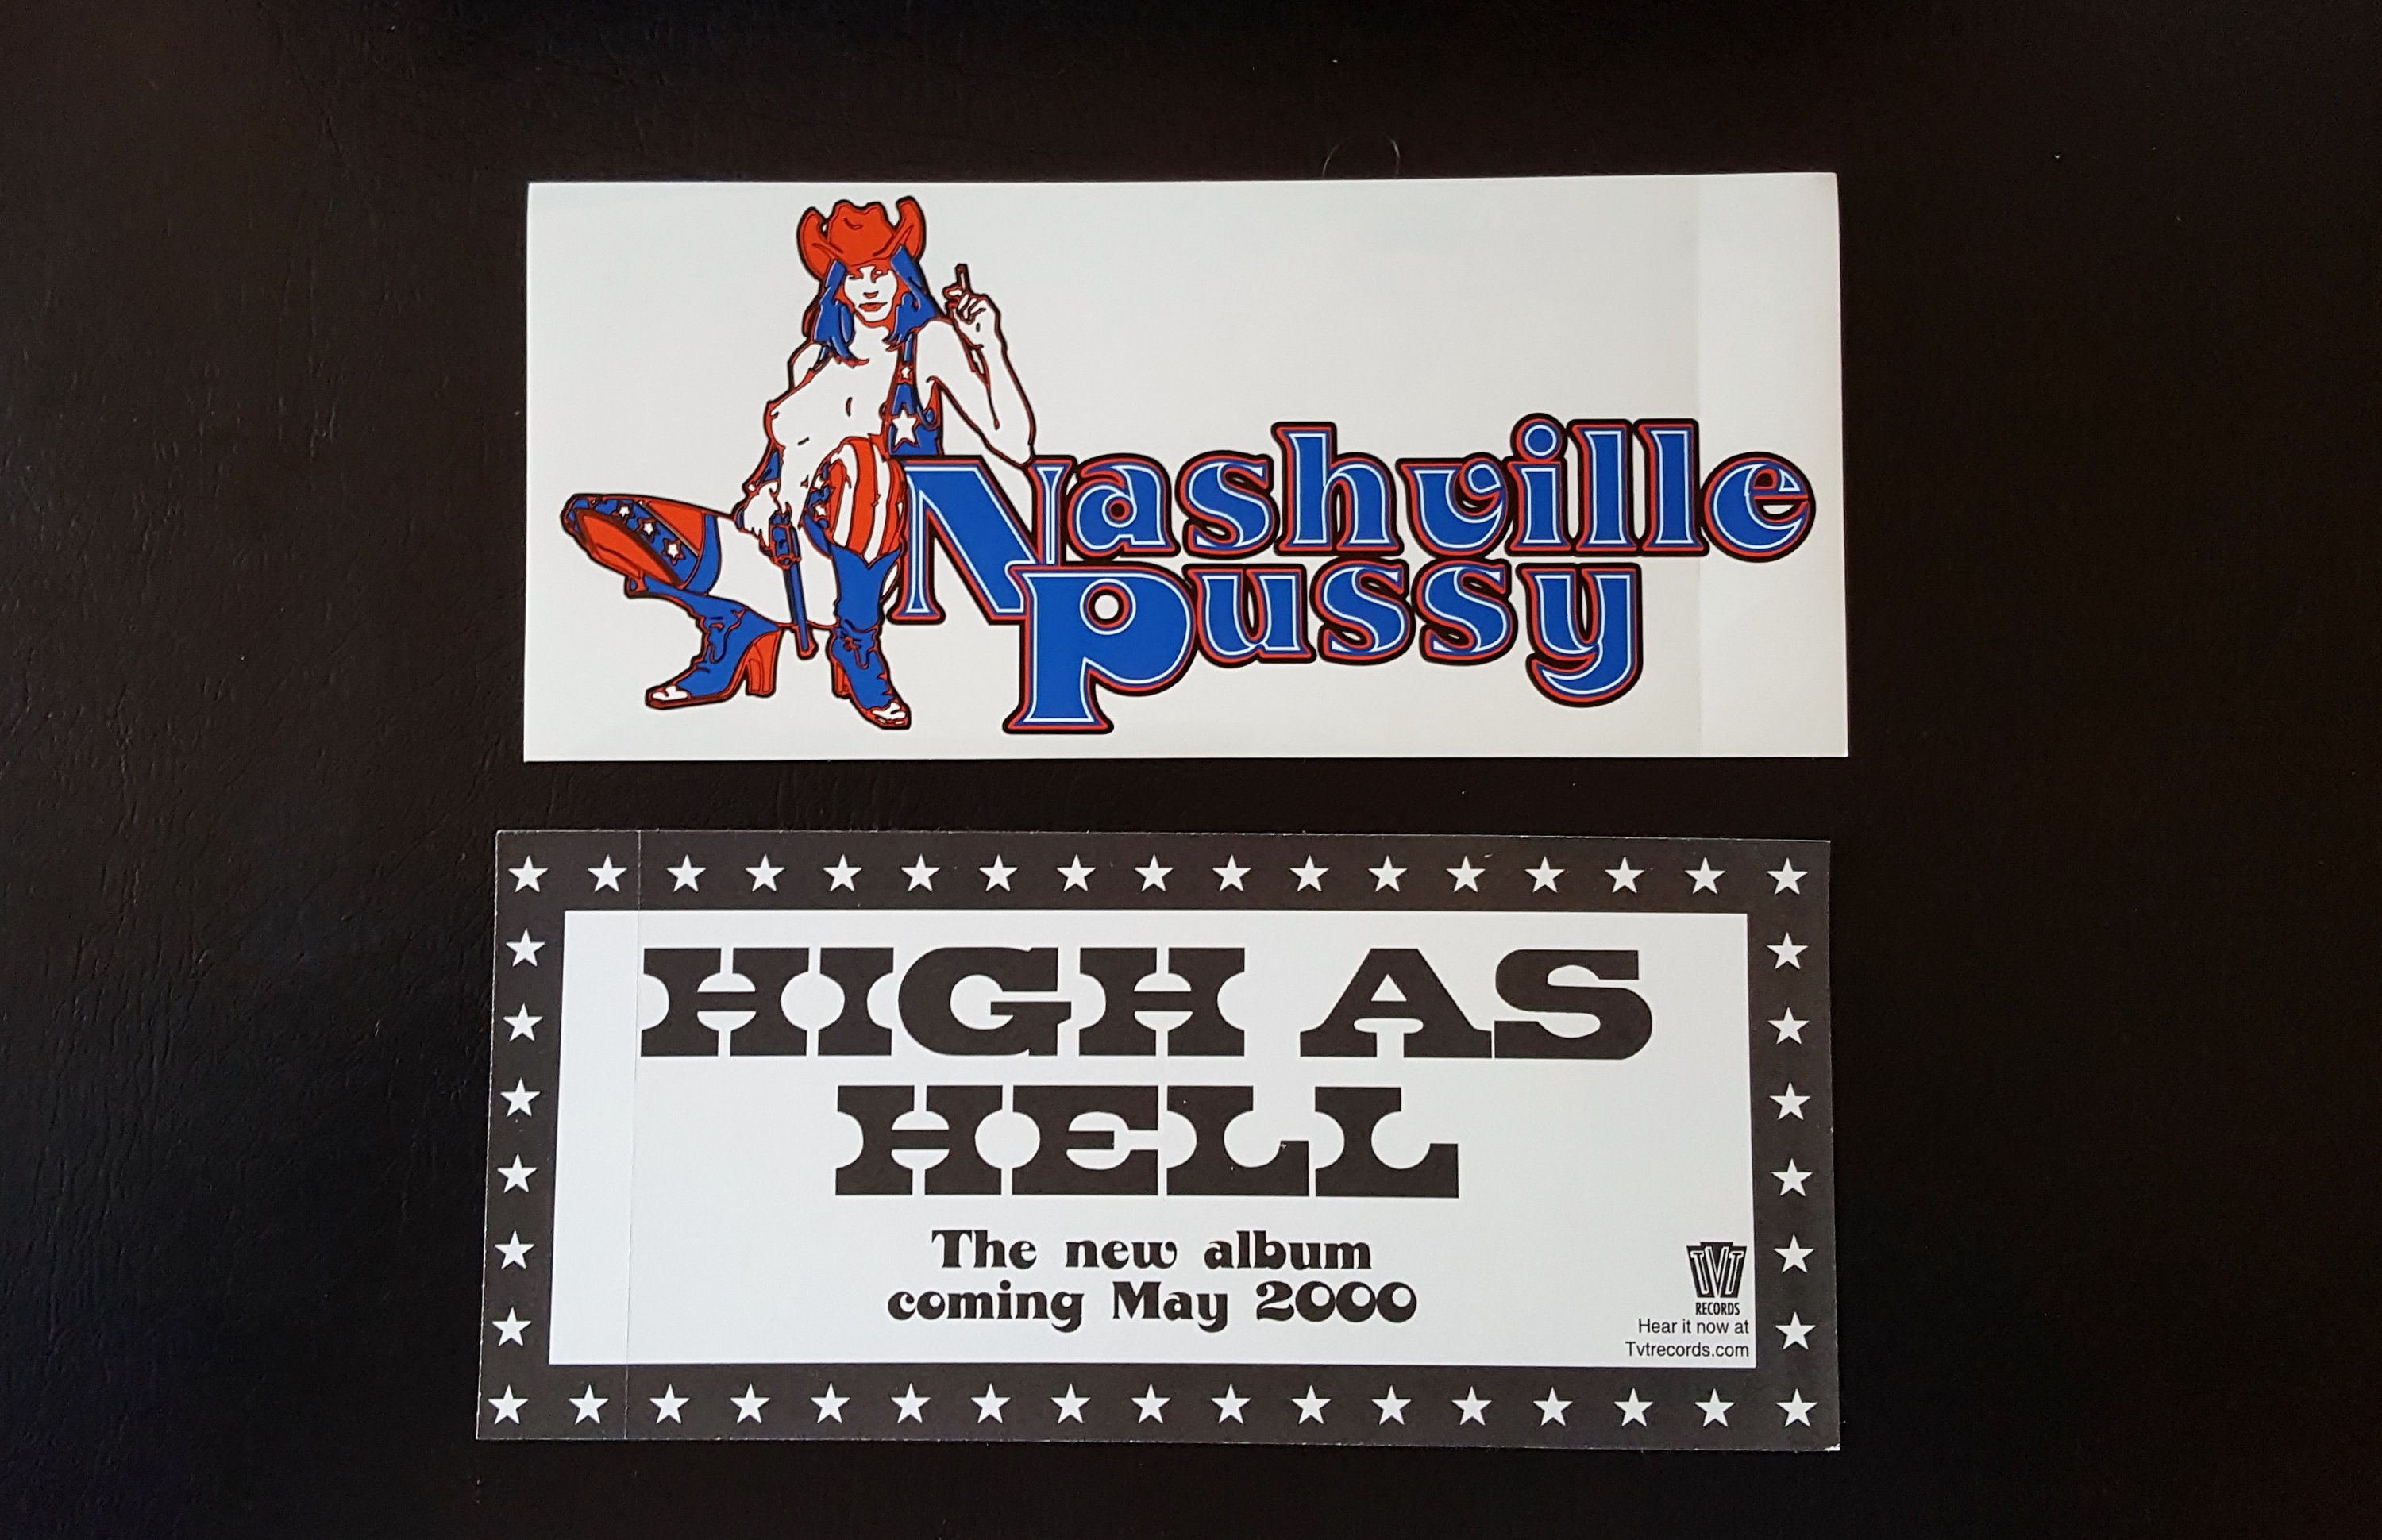 Nashville
Pussy
HIGH AS
HELL
The new album
coming May 2000
TVT
RECORDS
Hear it now at
Tvtrecords.com